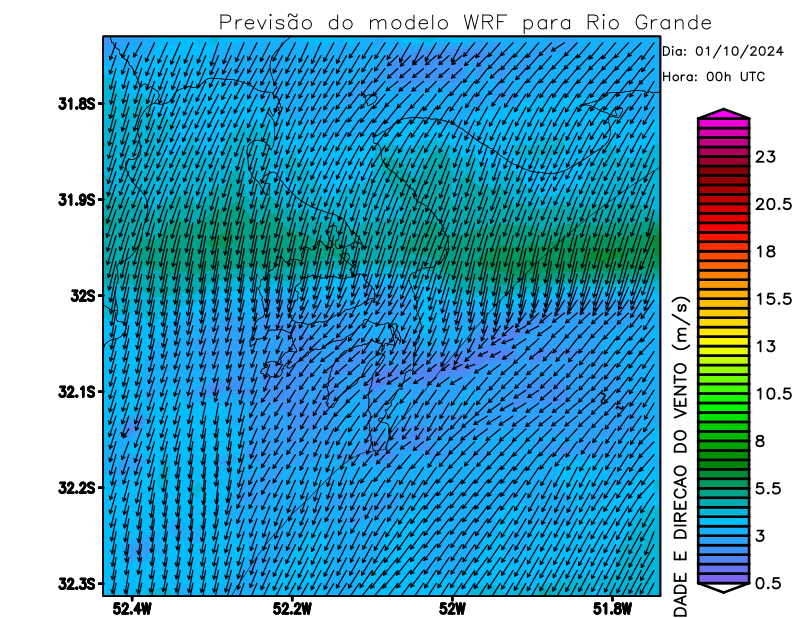 Previsão do modelo WRF para Rio Grande
Dia: 01/10/2024
Hora: 00h UTC
31.8S
31.9S
32S
32.1S
32.2S
32.3S
52.4W
52.2W
52W
51.8W
23
20.5
18
15.5
13
10.5
8
5.5
3
0.5
DADE E DIRECAO DO VENTO (m/s)